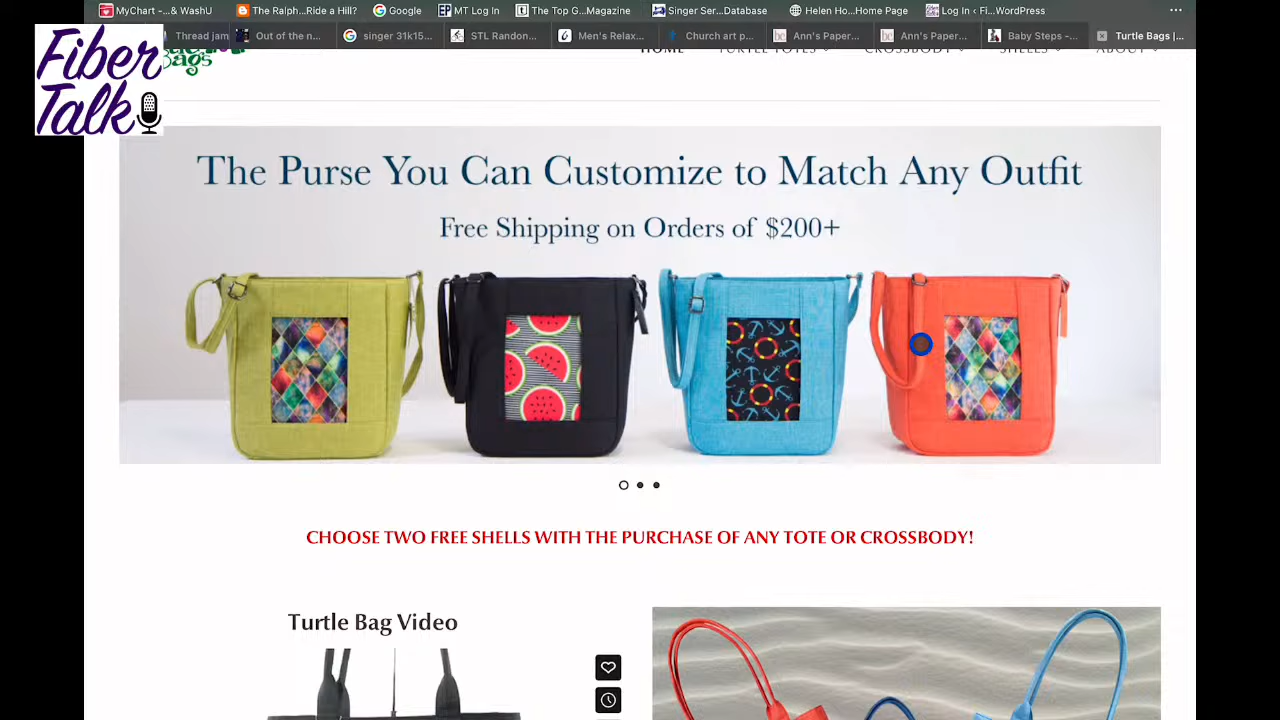 MyChart -...& WashU
The Ralph...Ride a Hill?
Google
MT Log In
The Top G...Magazine
Singer Ser...Database
Helen Ho...Home Page
Log In ‹ Fi...WordPress
Thread jam
Out of the n...
singer 31k15...
STL Randon...
Men's Relax...
Church art p...
Ann's Paper...
Ann's Paper...
Baby Steps -...
Turtle Bags |...
Fiber
Talk
Bags
HOME
TURTLE TOTES
CROSSBODY
SHELLS
ABOUT
The Purse You Can Customize to Match Any Outfit
Free Shipping on Orders of $200+
CHOOSE TWO FREE SHELLS WITH THE PURCHASE OF ANY TOTE OR CROSSBODY!
Turtle Bag Video